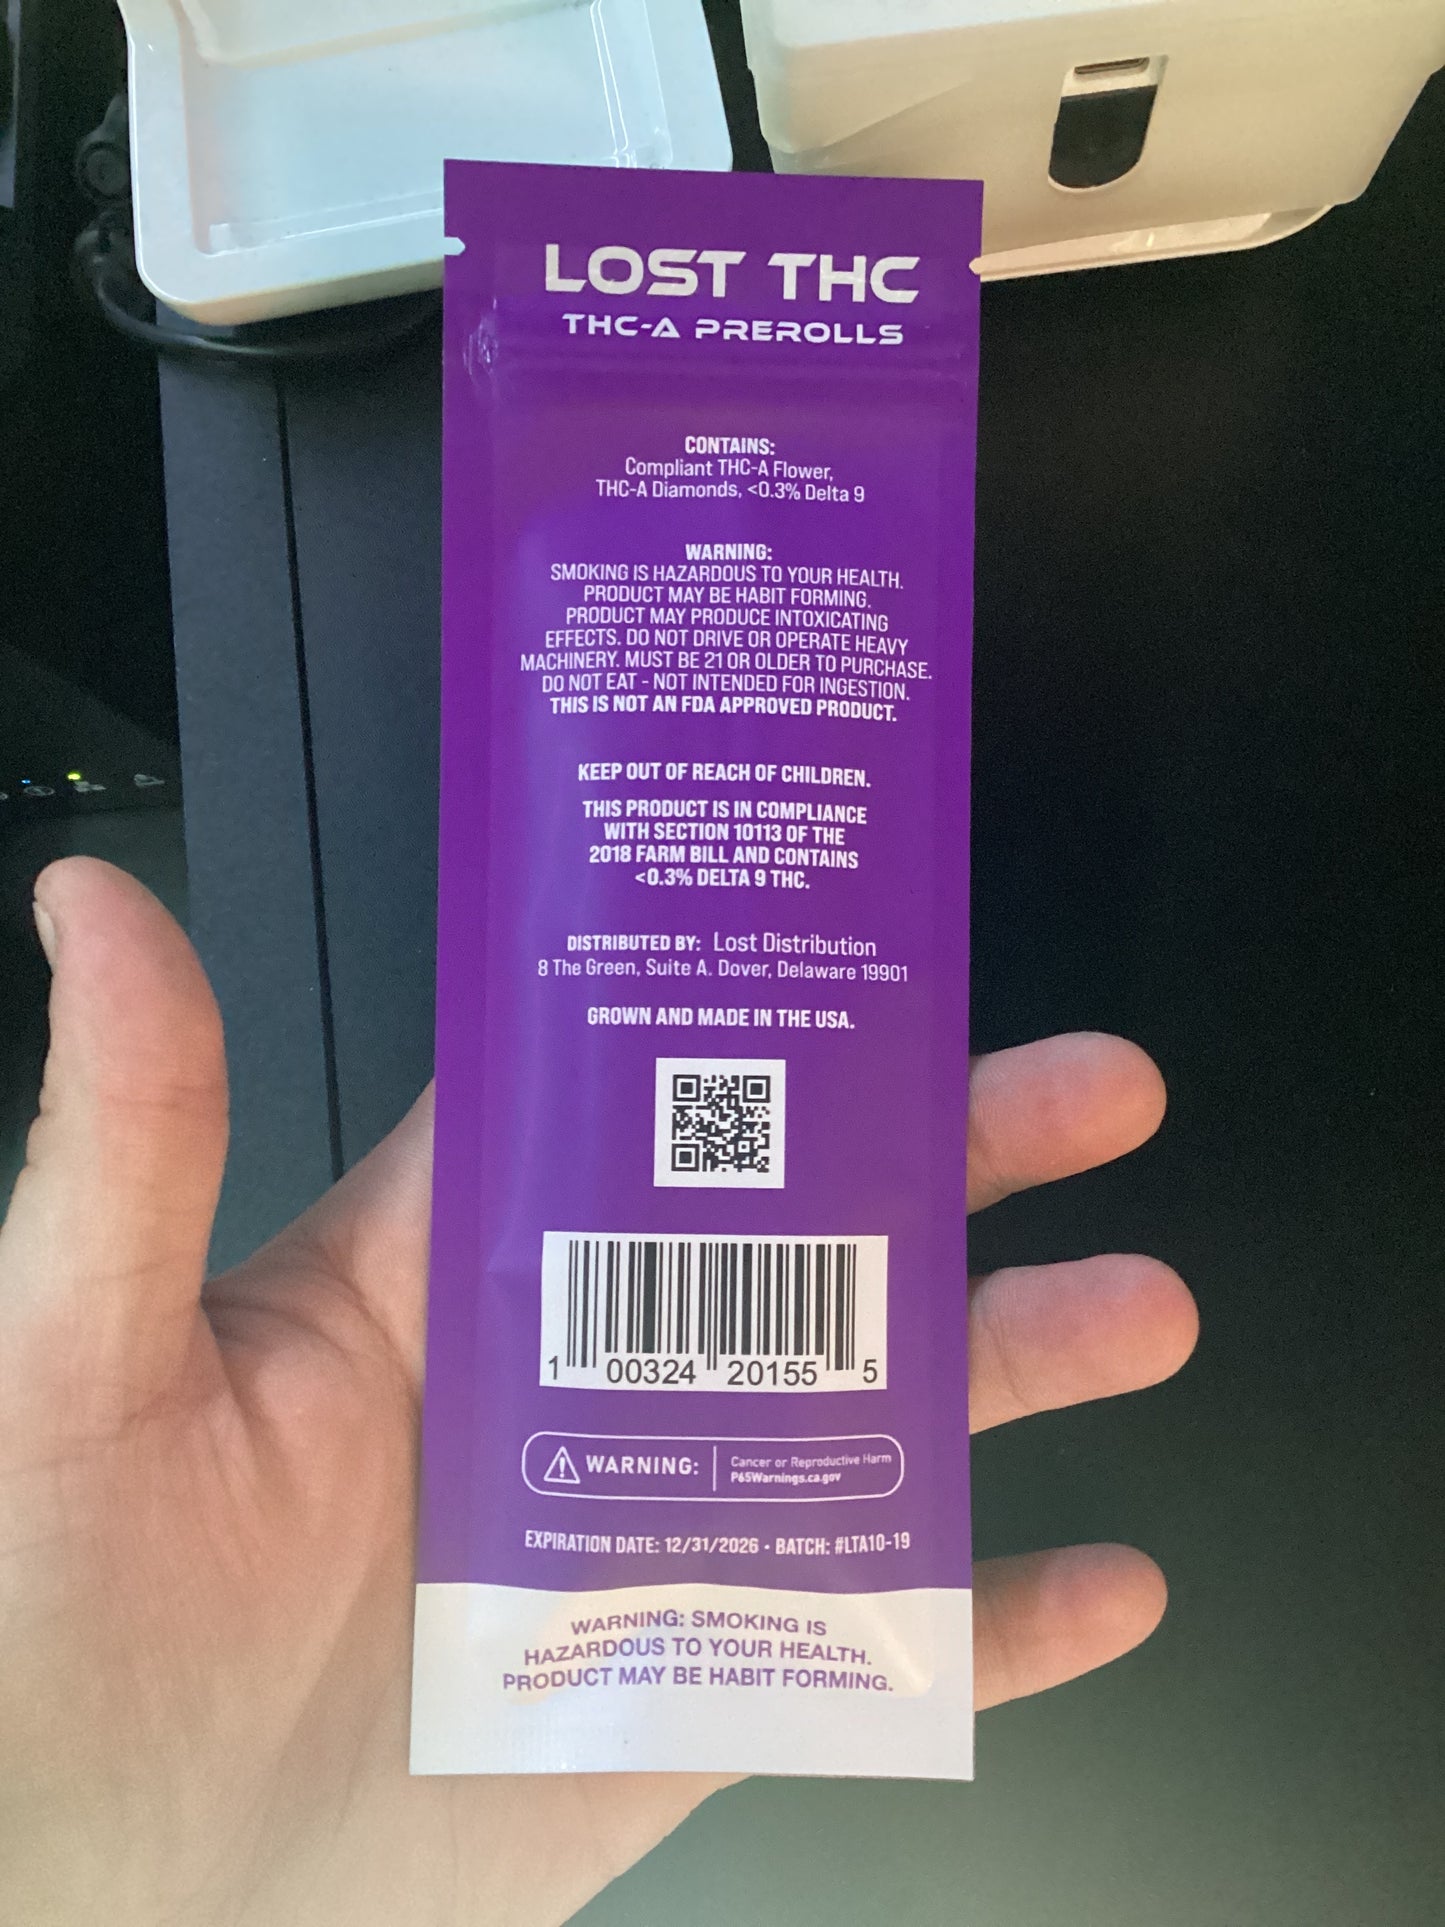 LOST THC
THC-A PREROLLS
CONTAINS:
Compliant THC-A Flower,
THC-A Diamonds, <0.3% Delta 9
WARNING:
SMOKING IS HAZARDOUS TO YOUR HEALTH.
PRODUCT MAY BE HABIT FORMING.
PRODUCT MAY PRODUCE INTOXICATING
EFFECTS. DO NOT DRIVE OR OPERATE HEAVY
MACHINERY. MUST BE 21 OR OLDER TO PURCHASE.
DO NOT EAT - NOT INTENDED FOR INGESTION.
THIS IS NOT AN FDA APPROVED PRODUCT.
KEEP OUT OF REACH OF CHILDREN.
THIS PRODUCT IS IN COMPLIANCE
WITH SECTION 10113 OF THE
2018 FARM BILL AND CONTAINS
<0.3% DELTA 9 THC.
DISTRIBUTED BY: Lost Distribution
8 The Green, Suite A. Dover, Delaware 19901
GROWN AND MADE IN THE USA.
1 00324 20155 5
WARNING: Cancer or Reproductive Harm
P65Warnings.ca.gov
EXPIRATION DATE: 12/31/2026 • BATCH: #LTA10-19
WARNING: SMOKING IS
HAZARDOUS TO YOUR HEALTH.
PRODUCT MAY BE HABIT FORMING.